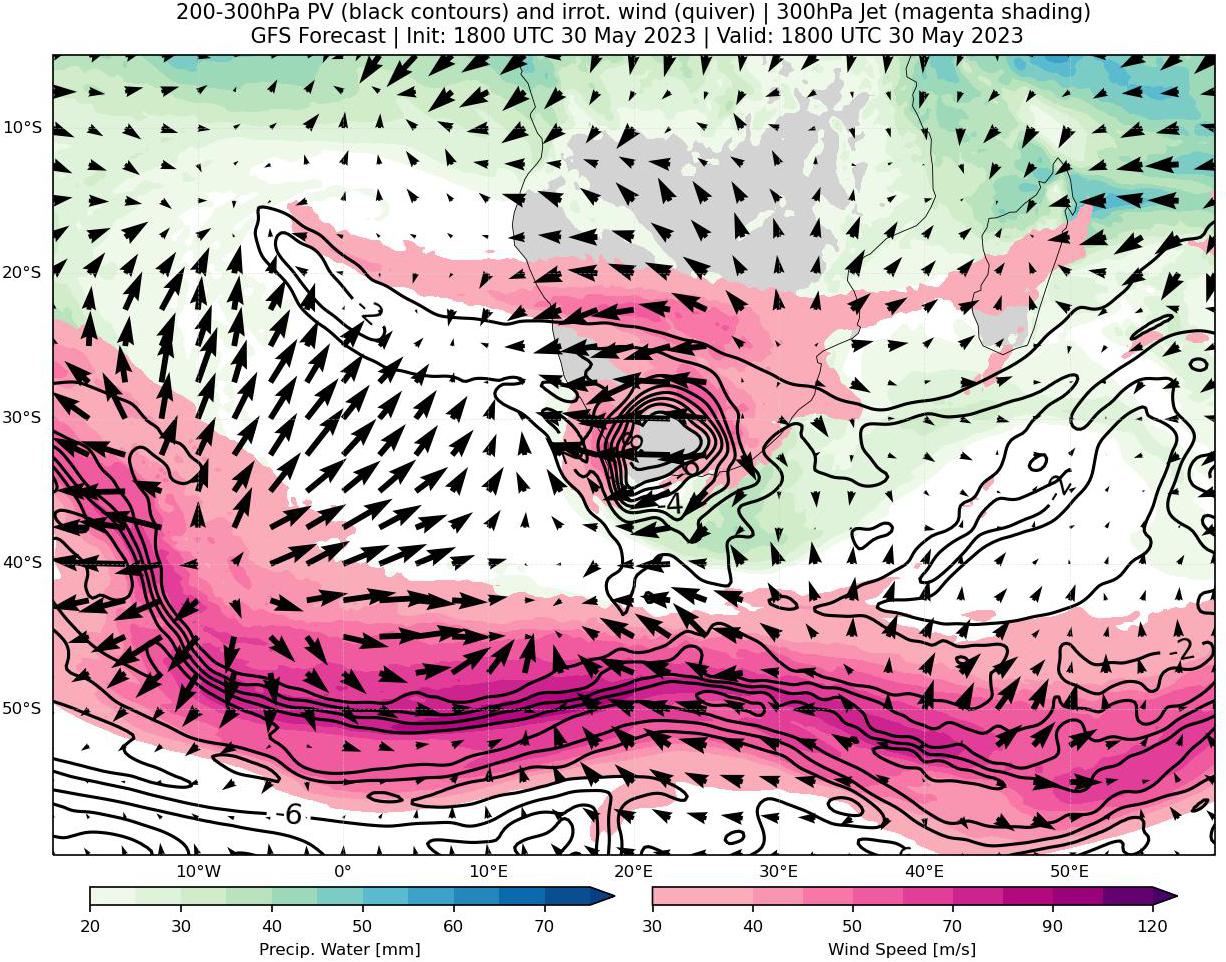 200-300hPa PV (black contours) and irrot. wind (quiver) | 300hPa Jet (magenta shading)
GFS Forecast | Init: 1800 UTC 30 May 2023 | Valid: 1800 UTC 30 May 2023
10°S
20°S
-2
30°S
-8
-6
-4
-2
40°S
-2
50°S
-6
10°W 0° 10°E 20°E 30°E 40°E 50°E
20 30 40 50 60 70
30 40 50 70 90 120
Precip. Water [mm]
Wind Speed [m/s]